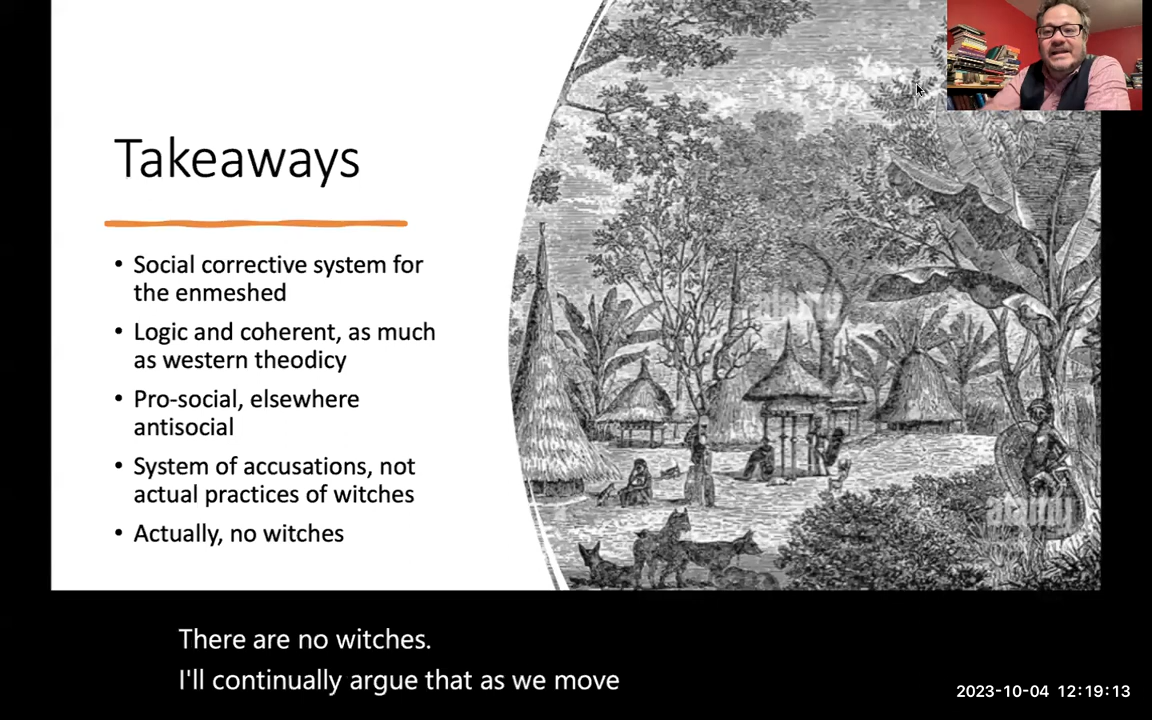 Takeaways
• Social corrective system for
the enmeshed
• Logic and coherent, as much
as western theodicy
• Pro-social, elsewhere
antisocial
• System of accusations, not
actual practices of witches
• Actually, no witches
alamy
alamy
There are no witches.
I'll continually argue that as we move
2023-10-04 12:19:13